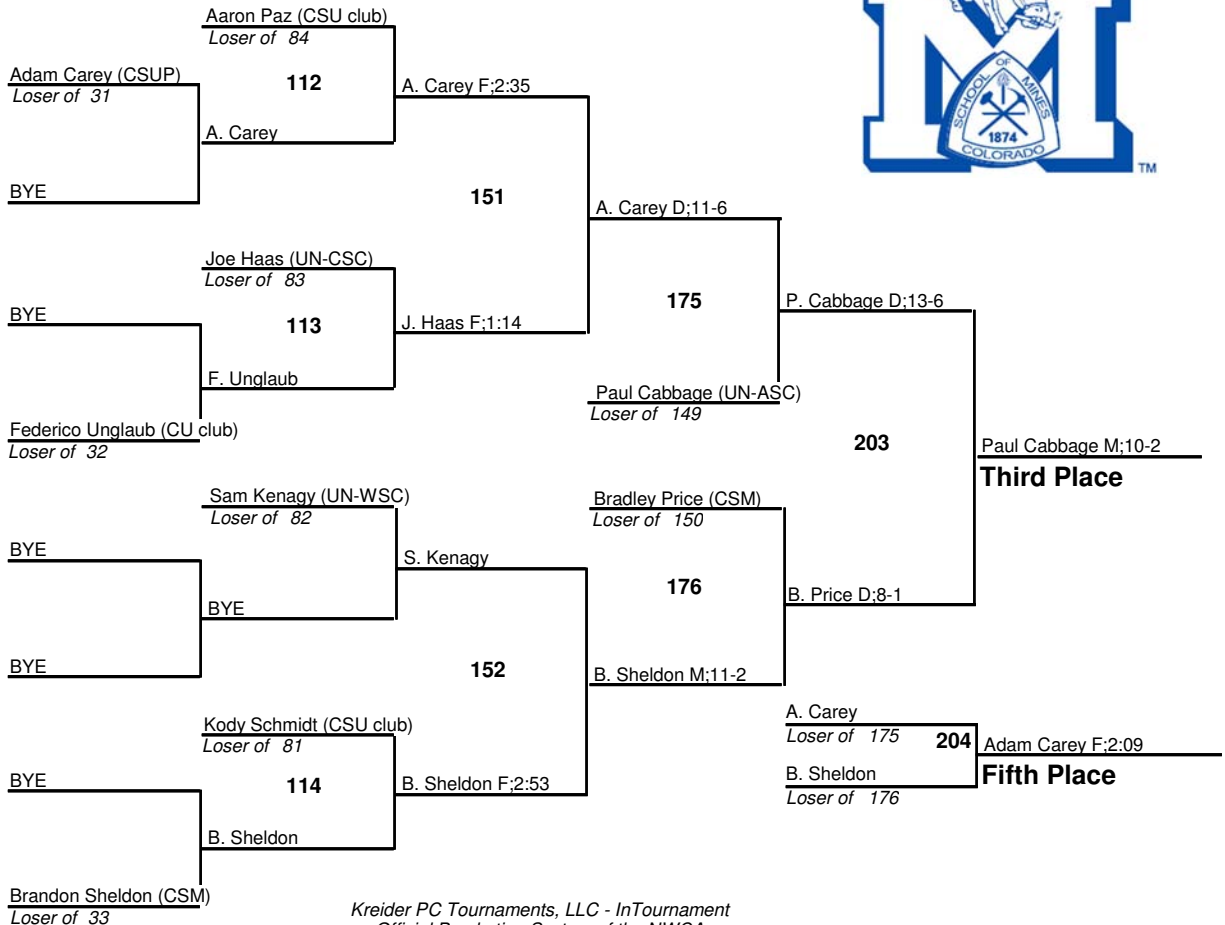 Aaron Paz (CSU club)
Loser of 84
Adam Carey (CSUP)
Loser of 31
112
A. Carey F;2:35
A. Carey
BYE
151
A. Carey D;11-6
Joe Haas (UN-CSC)
Loser of 83
BYE
113
J. Haas F;1:14
175
P. Cabbage D;13-6
F. Unglaub
Paul Cabbage (UN-ASC)
Loser of 149
Federico Unglaub (CU club)
Loser of 32
203
Paul Cabbage M;10-2
Third Place
Sam Kenagy (UN-WSC)
Loser of 82
Bradley Price (CSM)
Loser of 150
BYE
S. Kenagy
176
B. Price D;8-1
BYE
BYE
152
B. Sheldon M;11-2
Kody Schmidt (CSU club)
Loser of 81
A. Carey
Loser of 175
204
Adam Carey F;2:09
Fifth Place
B. Sheldon
Loser of 176
BYE
114
B. Sheldon F;2:53
B. Sheldon
Brandon Sheldon (CSM)
Loser of 33
Kreider PC Tournaments, LLC - InTournament
SCHOOL OF MINES
1874
COLORADO
TM